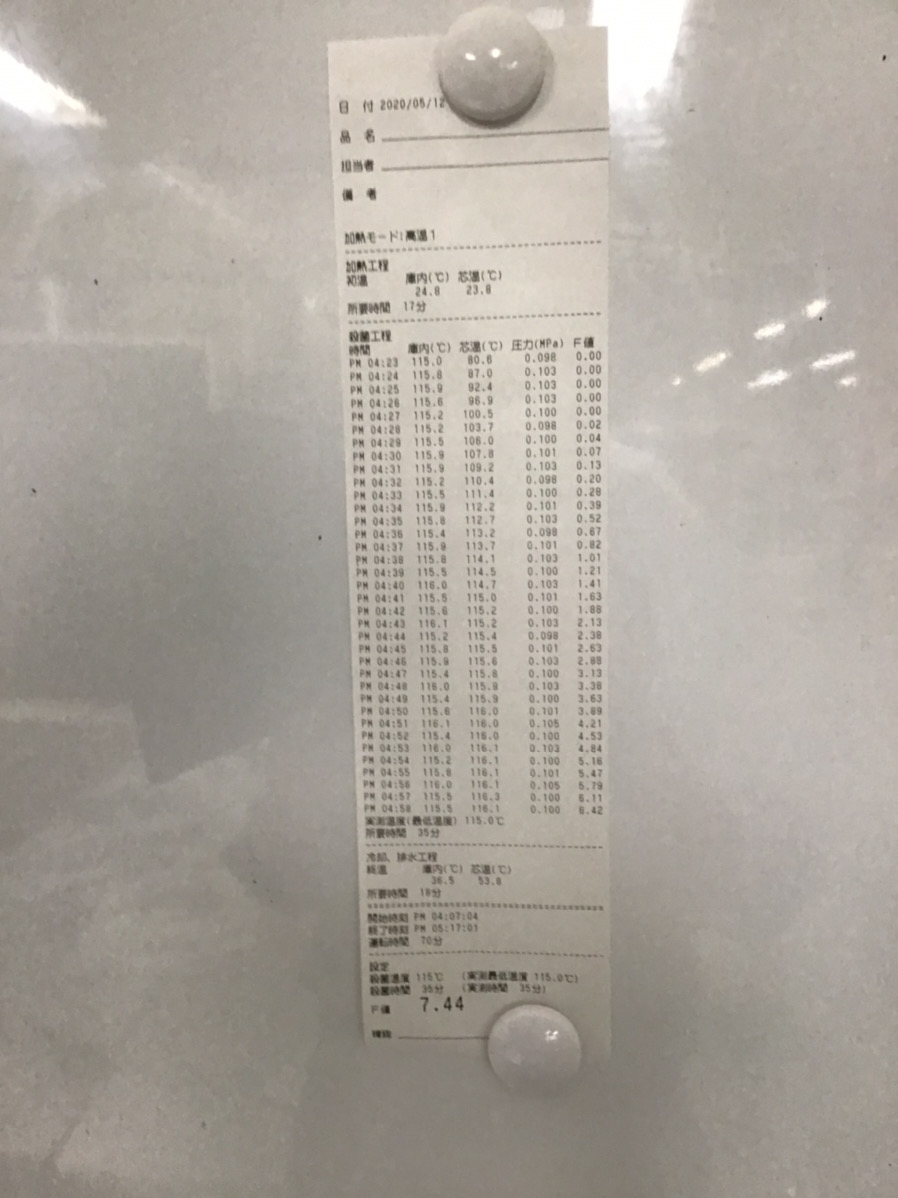 日 付 2020/05/12
品 名
担当者
備 考
加熱モード:高温1
加熱工程
初温 庫内(℃) 芯温(℃)
24.8 23.8
所要時間 17分
殺菌工程
時間 庫内(℃) 芯温(℃) 圧力(MPa) F値
PM 04:23 115.0 80.6 0.098 0.00
PM 04:24 115.8 87.0 0.103 0.00
PM 04:25 115.9 92.4 0.103 0.00
PM 04:26 115.6 96.9 0.103 0.00
PM 04:27 115.2 100.5 0.100 0.00
PM 04:28 115.2 103.7 0.098 0.02
PM 04:29 115.5 106.0 0.100 0.04
PM 04:30 115.9 107.8 0.101 0.07
PM 04:31 115.9 109.2 0.103 0.13
PM 04:32 115.2 110.4 0.098 0.20
PM 04:33 115.5 111.4 0.100 0.28
PM 04:34 115.9 112.2 0.101 0.39
PM 04:35 115.8 112.7 0.103 0.52
PM 04:36 115.4 113.2 0.098 0.67
PM 04:37 115.9 113.7 0.101 0.82
PM 04:38 115.8 114.1 0.103 1.01
PM 04:39 115.5 114.5 0.100 1.21
PM 04:40 116.0 114.7 0.103 1.41
PM 04:41 115.5 115.0 0.101 1.63
PM 04:42 115.6 115.2 0.100 1.88
PM 04:43 116.1 115.2 0.103 2.13
PM 04:44 115.2 115.4 0.098 2.38
PM 04:45 115.8 115.5 0.101 2.63
PM 04:46 115.9 115.6 0.103 2.88
PM 04:47 115.4 115.8 0.100 3.13
PM 04:48 116.0 115.9 0.103 3.38
PM 04:49 115.4 115.9 0.100 3.63
PM 04:50 115.6 116.0 0.101 3.89
PM 04:51 116.1 116.0 0.105 4.21
PM 04:52 115.4 116.0 0.100 4.53
PM 04:53 116.0 116.1 0.103 4.84
PM 04:54 115.2 116.1 0.100 5.16
PM 04:55 115.8 116.1 0.101 5.47
PM 04:56 116.0 116.1 0.105 5.79
PM 04:57 115.5 116.3 0.100 6.11
PM 04:58 115.5 116.1 0.100 6.42
実測温度(最低温度) 115.0℃
所要時間 35分
冷却、排水工程
終温 庫内(℃) 芯温(℃)
36.5 53.8
所要時間 18分
開始時刻 PM 04:07:04
終了時刻 PM 05:17:01
運転時間 70分
設定
殺菌温度 115℃ (実測最低温度 115.0℃)
殺菌時間 35分 (実測時間 35分)
F値 7.44